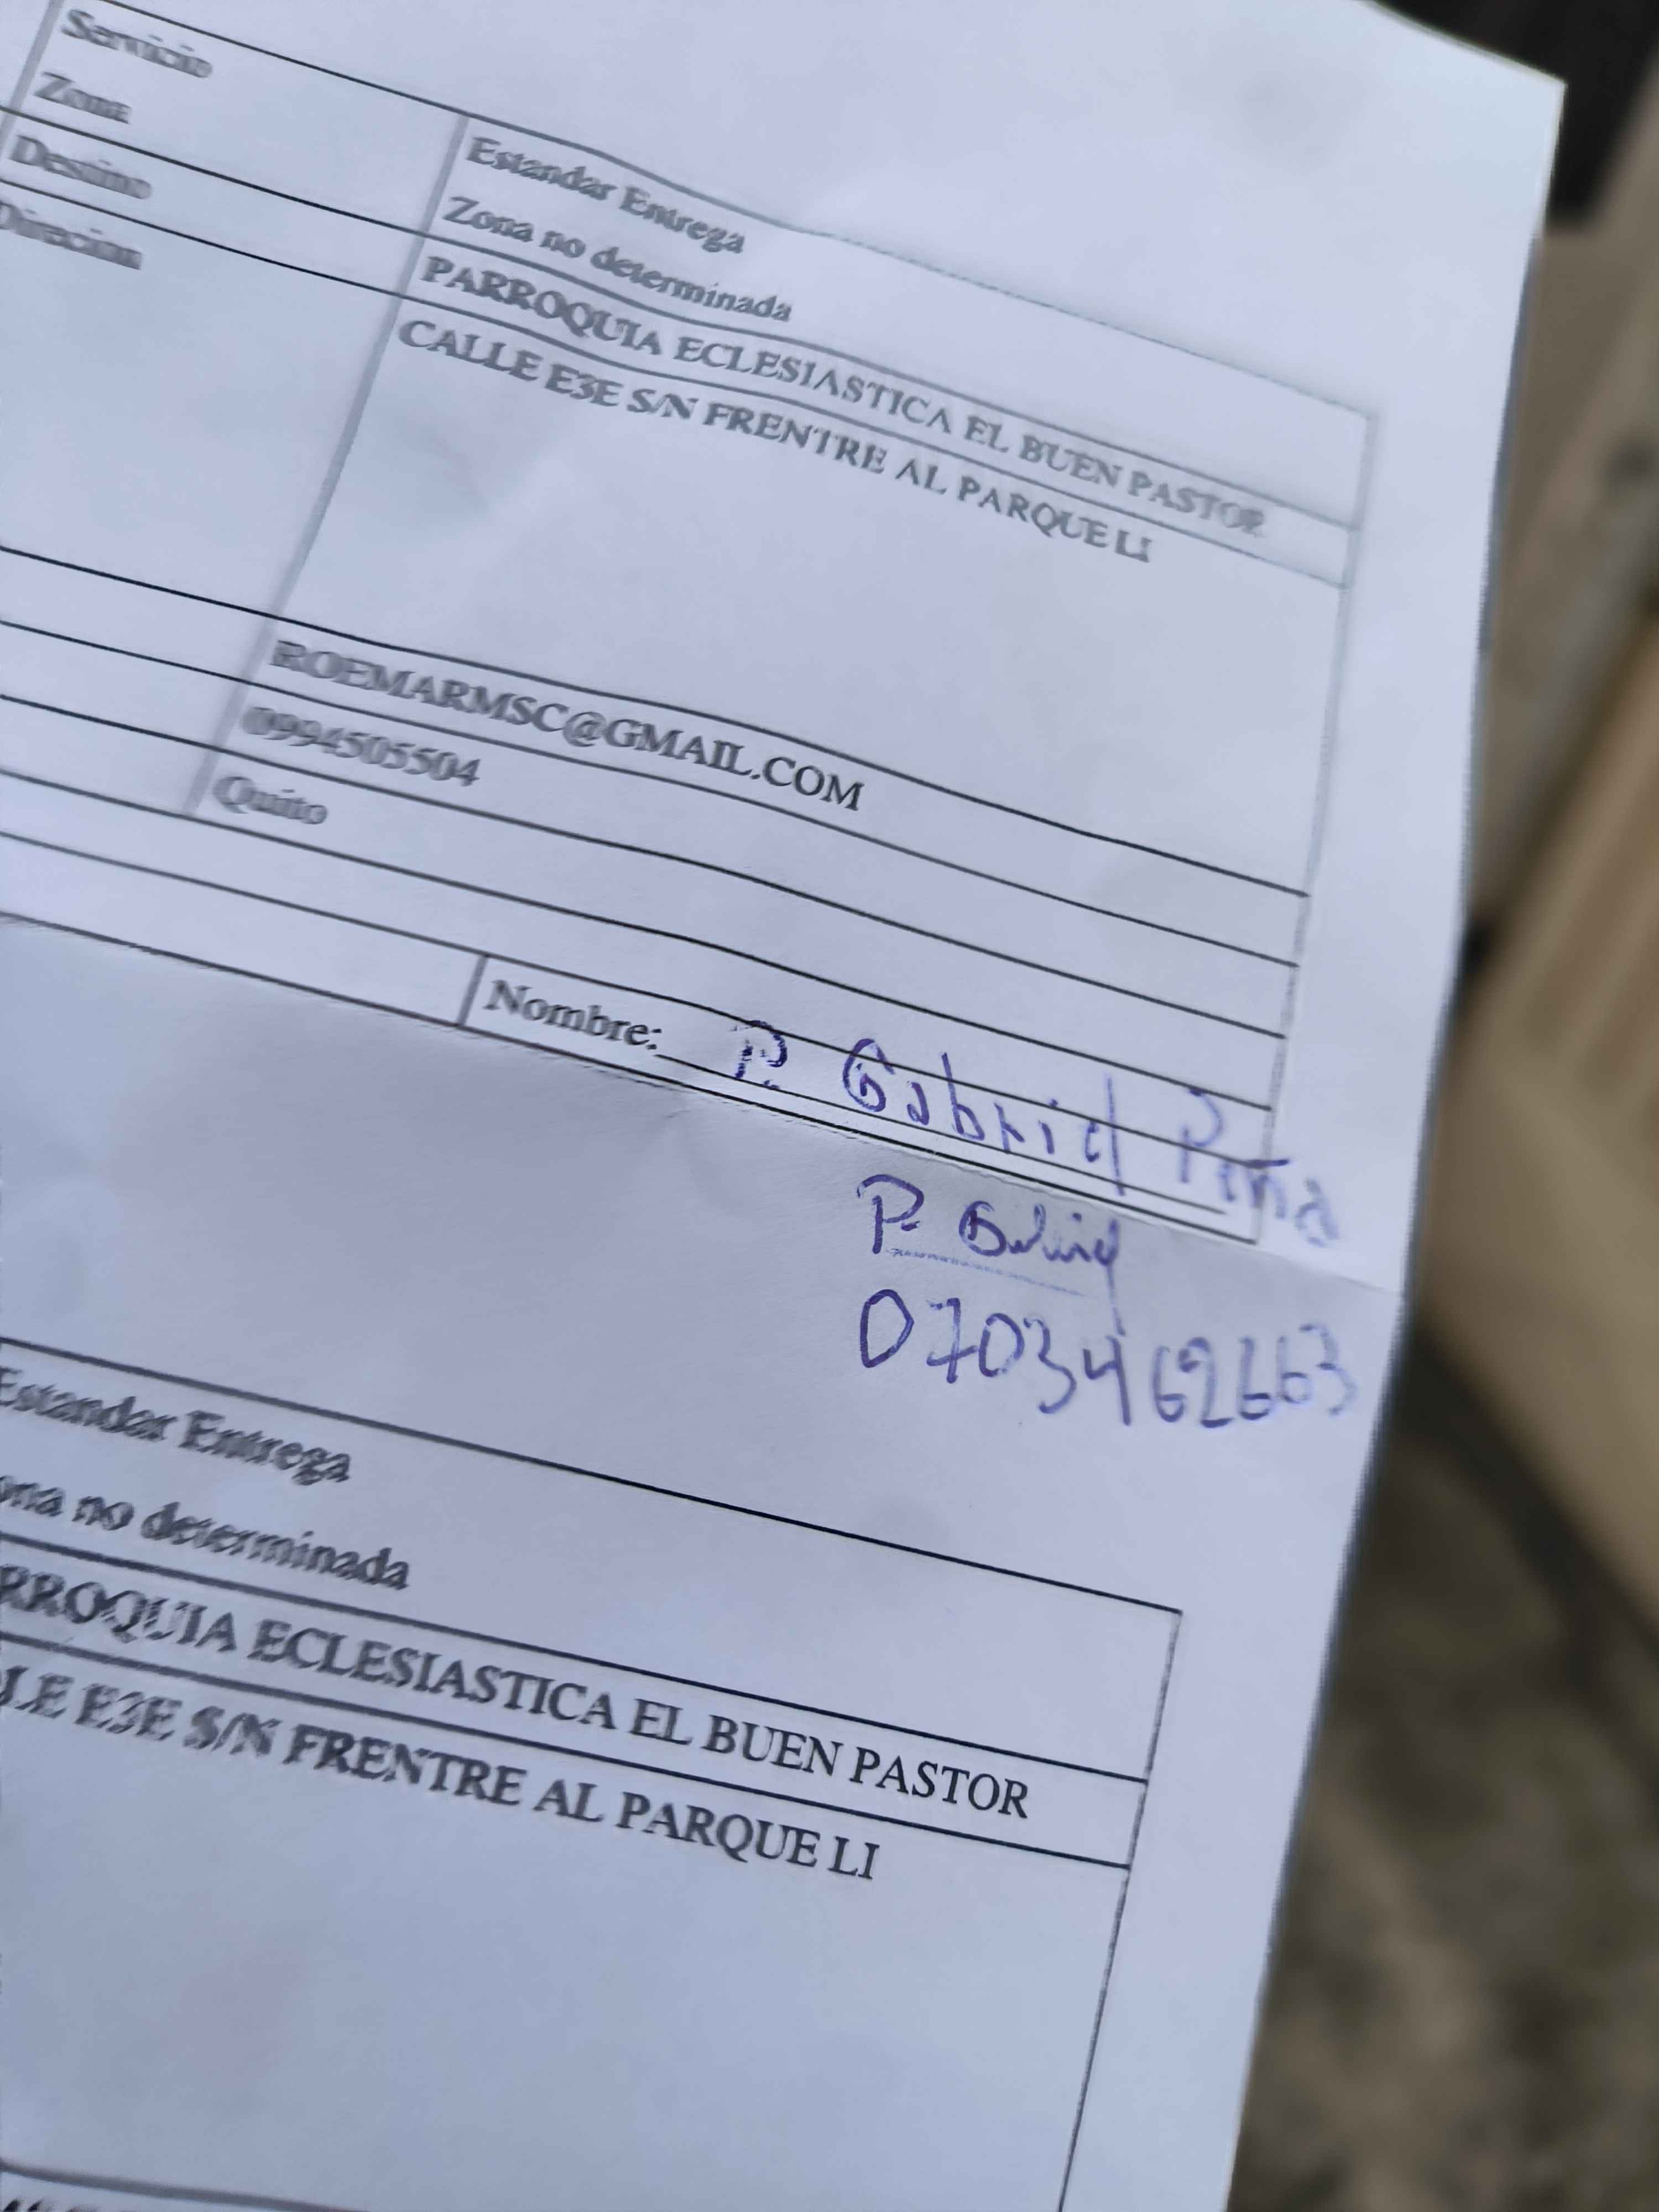 Servicio
Estandar Entrega
Zona
Zona no determinada
Destino
PARROQUIA ECLESIASTICA EL BUEN PASTOR
Direccion
CALLE E3E S/N FRENTRE AL PARQUE LI
ROEMARMSC@GMAIL.COM
0994505504
Quito
Nombre: P. Gabriel Peña
P.
0703462663
Estandar Entrega
ona no determinada
RROQUIA ECLESIASTICA EL BUEN PASTOR
LE E3E S/N FRENTRE AL PARQUE LI